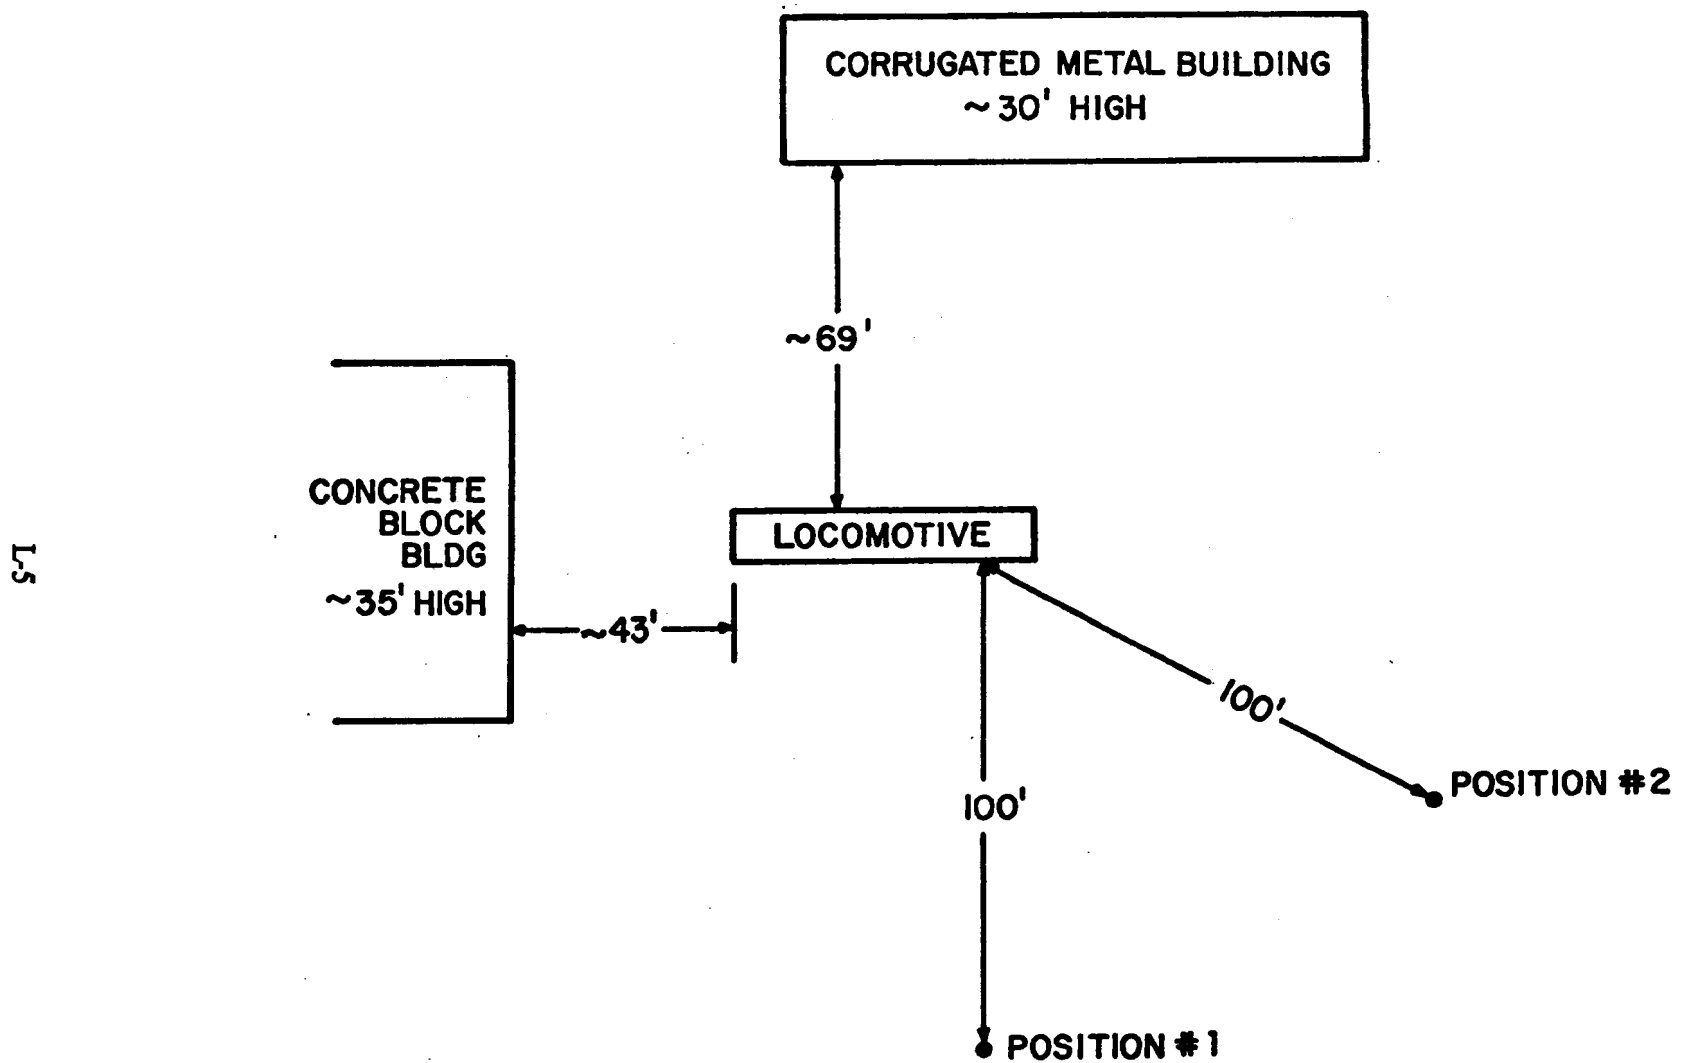 CORRUGATED METAL BUILDING
~30' HIGH
~69'
CONCRETE
BLOCK
BLDG
~35' HIGH
LOCOMOTIVE
~43'
100'
POSITION #2
100'
POSITION #1
L-5